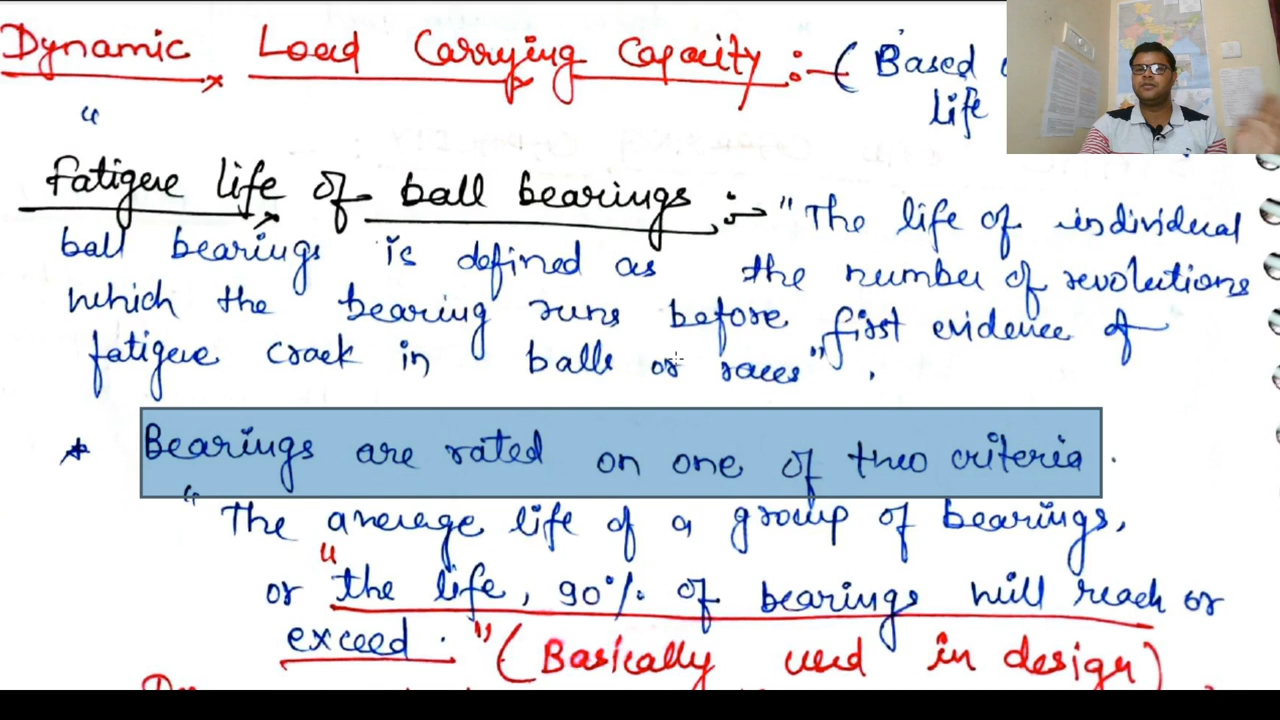 Dynamic Load Carrying Capacity :- (Based
life
"
Fatigue life of ball bearings :- "The life of individual
ball bearings is defined as the number of revolutions
which the bearing runs before first evidence of
fatigue crack in balls or races".
* Bearings are rated on one of two criteria.
"The average life of a group of bearings,
or "the life, 90% of bearings will reach or
exceed." (Basically used in design)